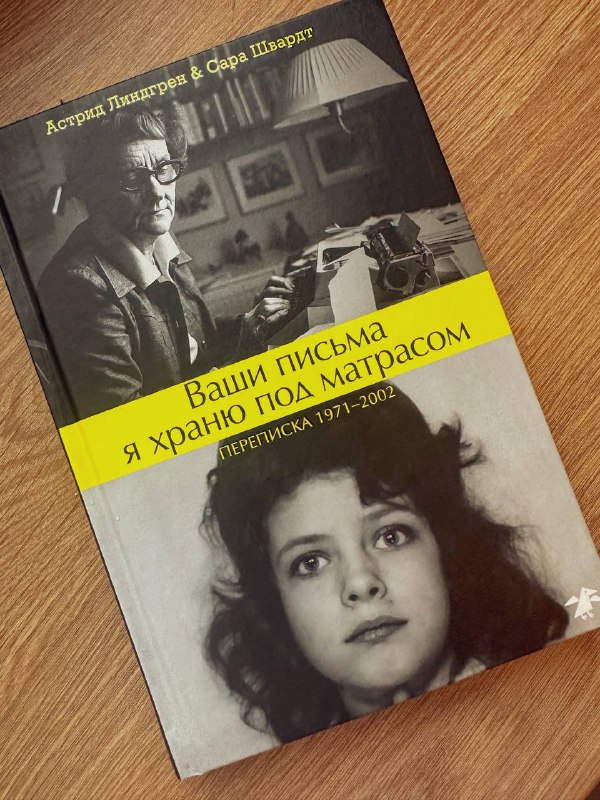 Астрид Линдгрен & Сара Швардт
Ваши письма
я храню под матрасом
ПЕРЕПИСКА 1971–2002